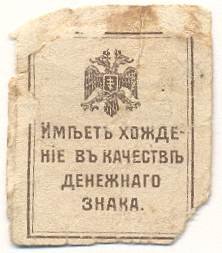 Имѣетъ хожде-
ніе въ качествѣ
денежнаго
знака.